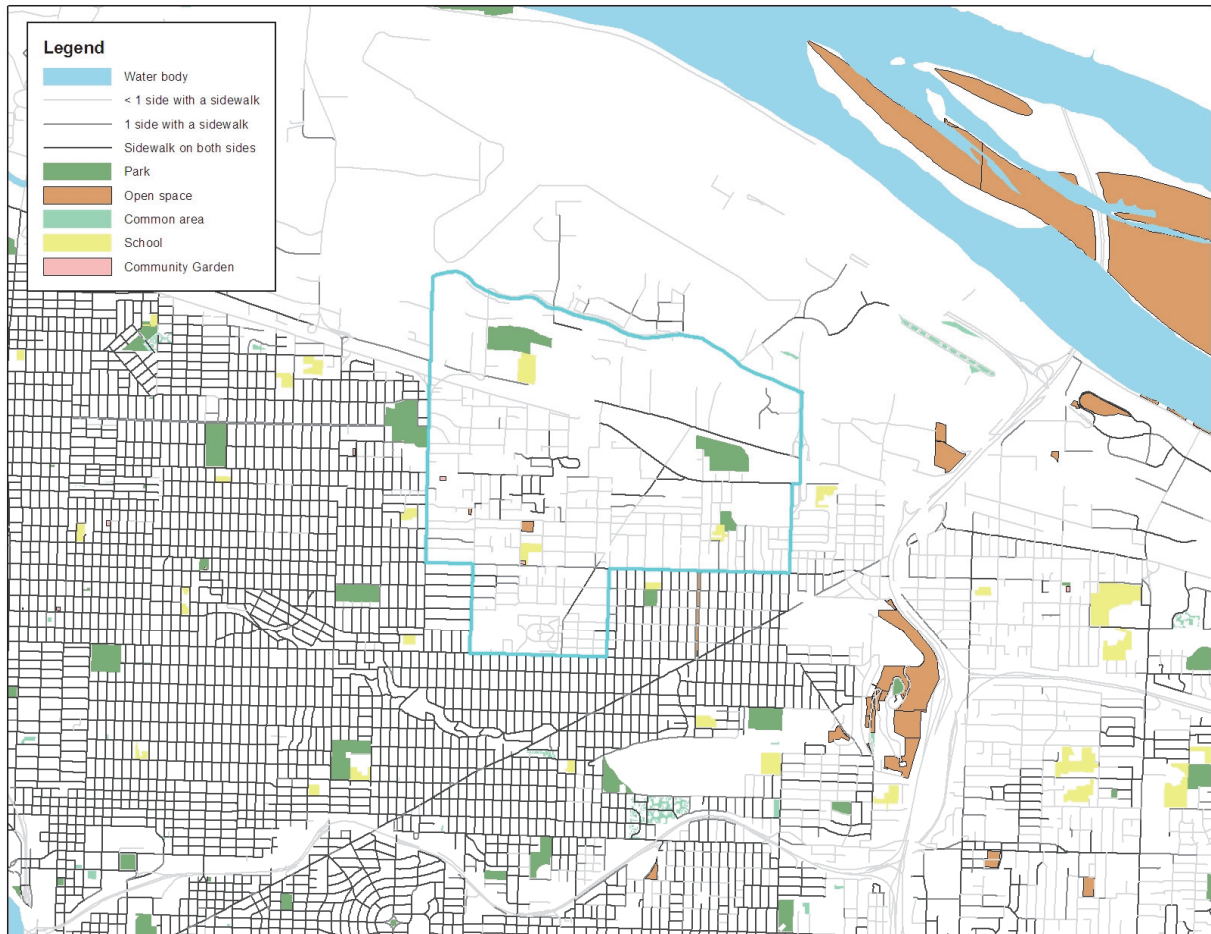 Legend
Water body
< 1 side with a sidewalk
1 side with a sidewalk
Sidewalk on both sides
Park
Open space
Common area
School
Community Garden